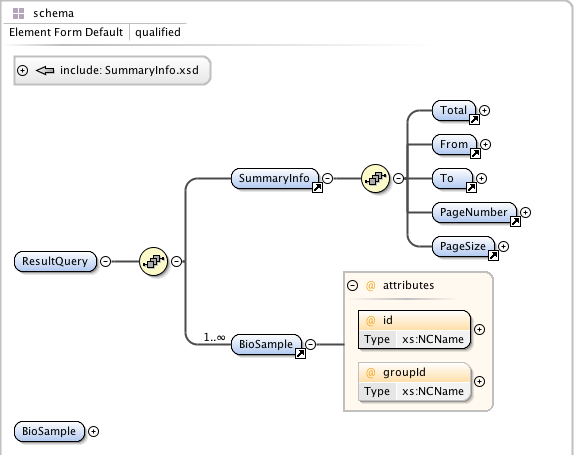 schema
Element Form Default qualified
include: SummaryInfo.xsd
Total
From
SummaryInfo
To
PageNumber
PageSize
ResultQuery
@ attributes
@ id
1..∞
BioSample
Type xs:NCName
@ groupId
Type xs:NCName
BioSample